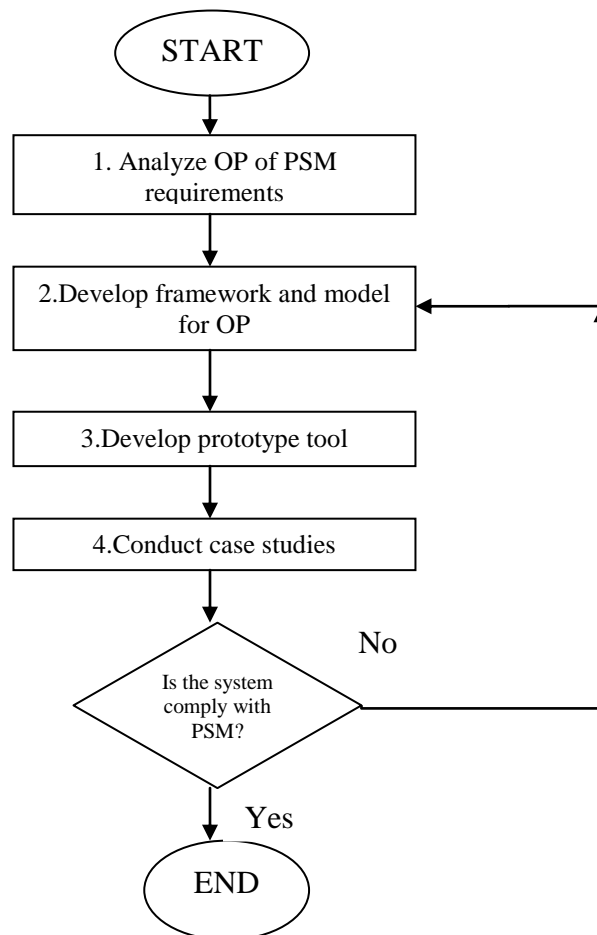 START
1. Analyze OP of PSM
requirements
2.Develop framework and model
for OP
3.Develop prototype tool
4.Conduct case studies
No
Is the system
comply with
PSM?
Yes
END